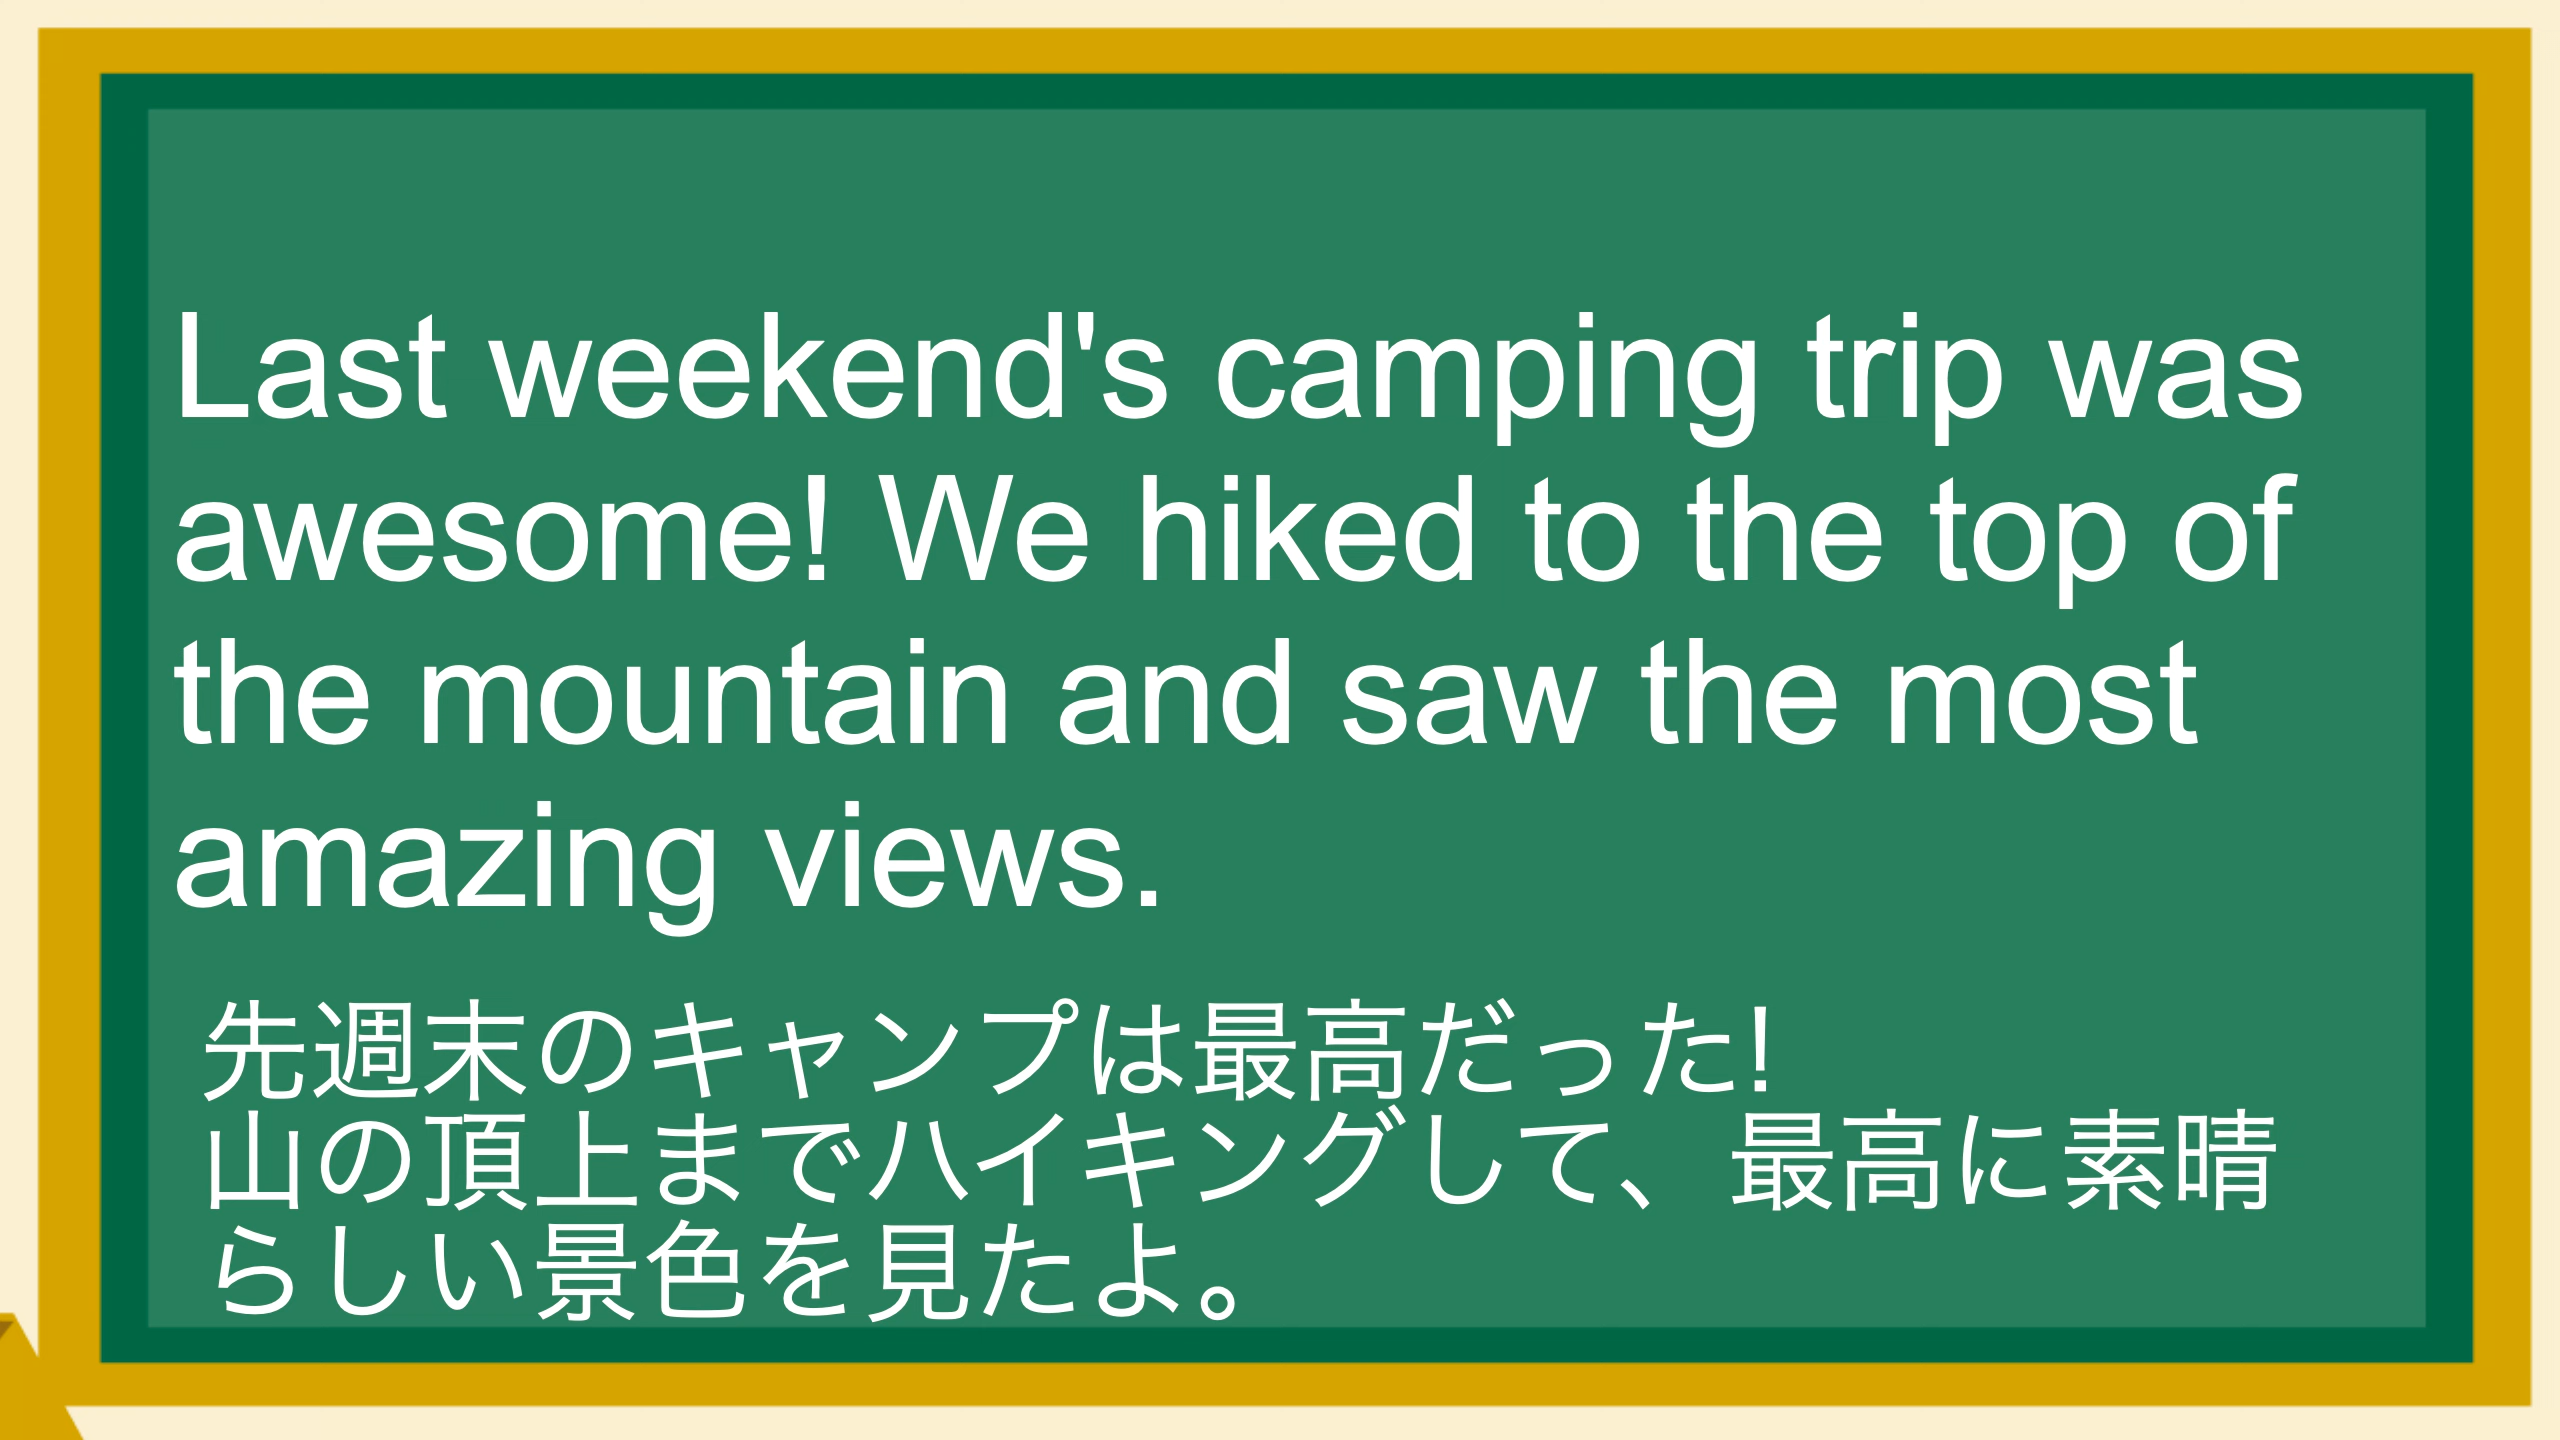 Last weekend's camping trip was
awesome! We hiked to the top of
the mountain and saw the most
amazing views.
先週末のキャンプは最高だった!
山の頂上までハイキングして、最高に素晴
らしい景色を見たよ。